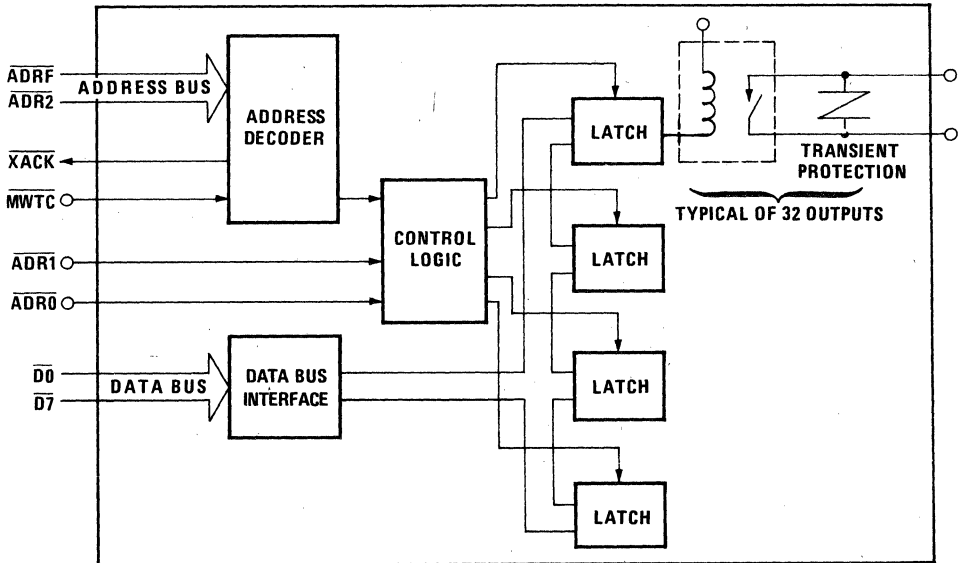 ADRF
ADDRESS BUS
ADR2
XACK
MWTC
ADR1
ADR0
D0
DATA BUS
D7
ADDRESS
DECODER
CONTROL
LOGIC
DATA BUS
INTERFACE
LATCH
LATCH
LATCH
LATCH
TRANSIENT
PROTECTION
TYPICAL OF 32 OUTPUTS